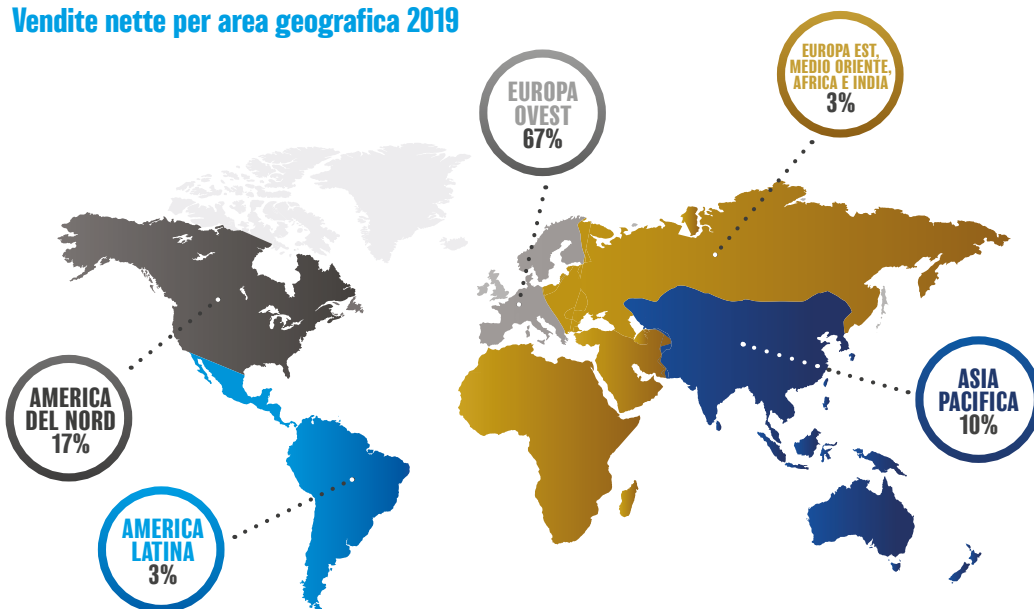 Vendite nette per area geografica 2019
EUROPA EST,
MEDIO ORIENTE,
AFRICA E INDIA
3%
EUROPA
OVEST
67%
AMERICA
DEL NORD
17%
ASIA
PACIFICA
10%
AMERICA
LATINA
3%